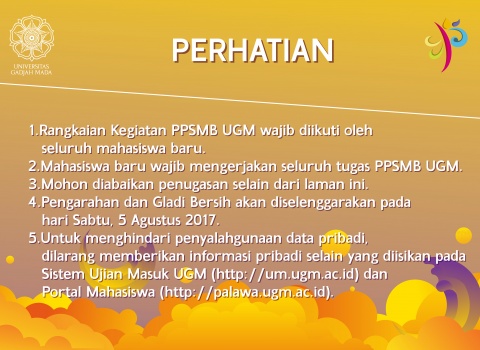 UNIVERSITAS
GADJAH MADA
PERHATIAN
1.Rangkaian Kegiatan PPSMB UGM wajib diikuti oleh
seluruh mahasiswa baru.
2.Mahasiswa baru wajib mengerjakan seluruh tugas PPSMB UGM.
3.Mohon diabaikan penugasan selain dari laman ini.
4.Pengarahan dan Gladi Bersih akan diselenggarakan pada
hari Sabtu, 5 Agustus 2017.
5.Untuk menghindari penyalahgunaan data pribadi,
dilarang memberikan informasi pribadi selain yang diisikan pada
Sistem Ujian Masuk UGM (http://um.ugm.ac.id) dan
Portal Mahasiswa (http://palawa.ugm.ac.id).